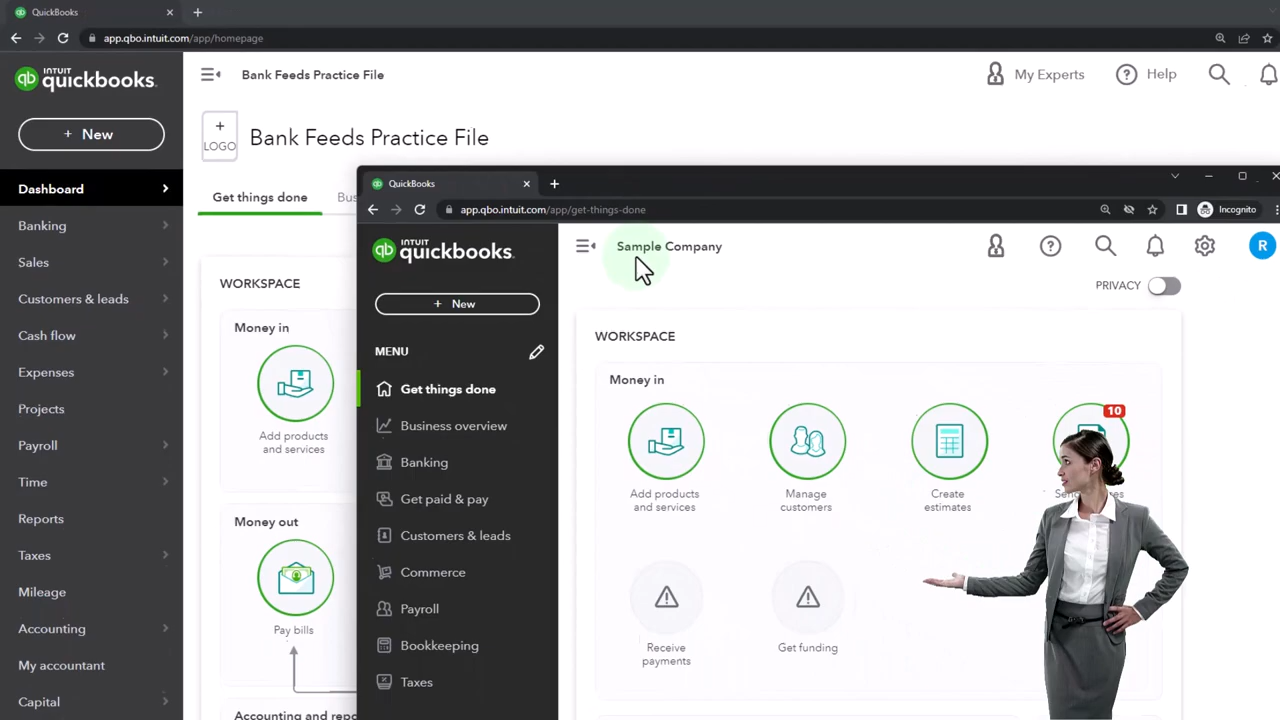 QuickBooks
app.qbo.intuit.com/app/homepage
INTUIT
quickbooks.
+ New
Dashboard
Banking
Sales
Customers & leads
Cash flow
Expenses
Projects
Payroll
Time
Reports
Taxes
Mileage
Accounting
My accountant
Capital
Bank Feeds Practice File
My Experts
Help
+
LOGO
Bank Feeds Practice File
Get things done
WORKSPACE
Money in
Add products
and services
Money out
Pay bills
QuickBooks
app.qbo.intuit.com/app/get-things-done
Incognito
INTUIT
quickbooks.
+ New
MENU
Get things done
Business overview
Banking
Get paid & pay
Customers & leads
Commerce
Payroll
Bookkeeping
Taxes
Sample Company
R
PRIVACY
WORKSPACE
Money in
10
Add products
and services
Manage
customers
Create
estimates
Receive
payments
Get funding